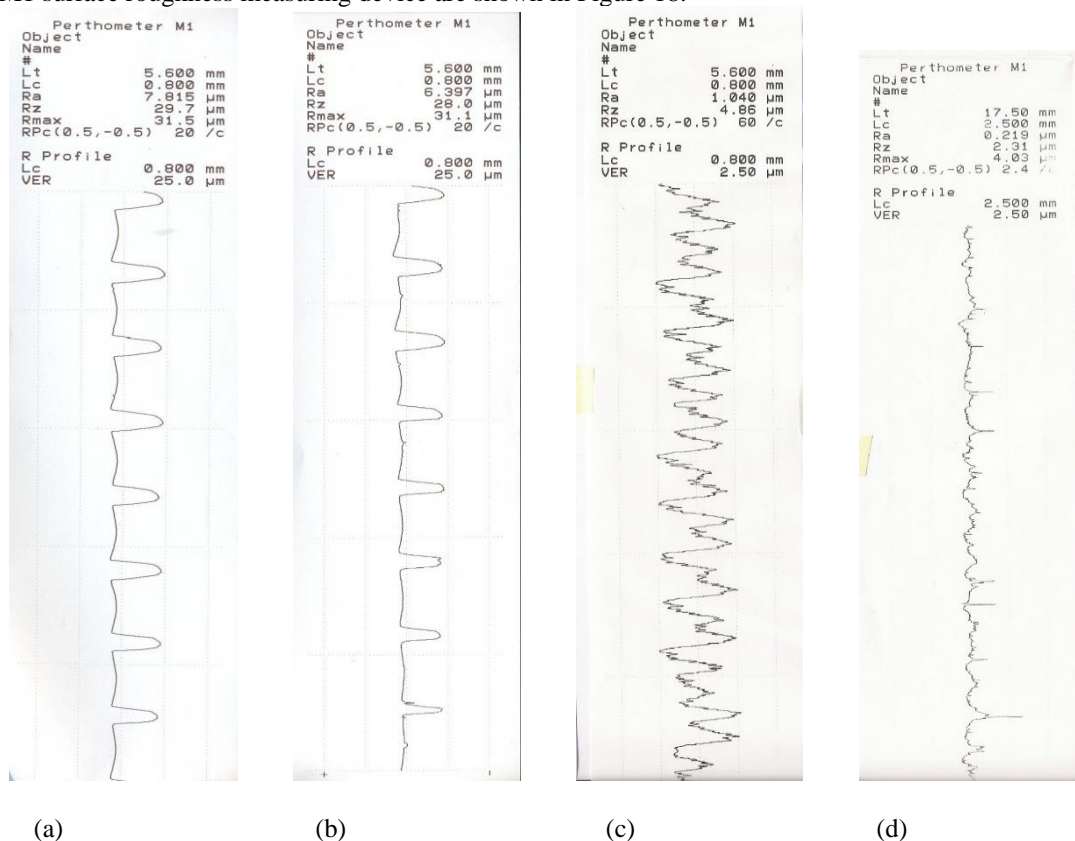 M1 surface roughness measuring device are shown in Figure 18.
Perthometer M1
Object
Name
#
Lt 5.600 mm
Lc 0.800 mm
Ra 7.815 µm
Rz 29.7 µm
Rmax 31.5 µm
RPc(0.5,-0.5) 20 /c
R Profile
Lc 0.800 mm
VER 25.0 µm
Perthometer M1
Object
Name
#
Lt 5.600 mm
Lc 0.800 mm
Ra 6.397 µm
Rz 28.0 µm
Rmax 31.1 µm
RPc(0.5,-0.5) 20 /c
R Profile
Lc 0.800 mm
VER 25.0 µm
Perthometer M1
Object
Name
#
Lt 5.600 mm
Lc 0.800 mm
Ra 1.040 µm
Rz 4.86 µm
RPc(0.5,-0.5) 60 /c
R Profile
Lc 0.800 mm
VER 2.50 µm
Perthometer M1
Object
Name
#
Lt 17.50 mm
Lc 2.500 mm
Ra 0.219 µm
Rz 2.31 µm
Rmax 4.03 µm
RPc(0.5,-0.5) 2.4 /c
R Profile
Lc 2.500 mm
VER 2.50 µm
(a) (b) (c) (d)